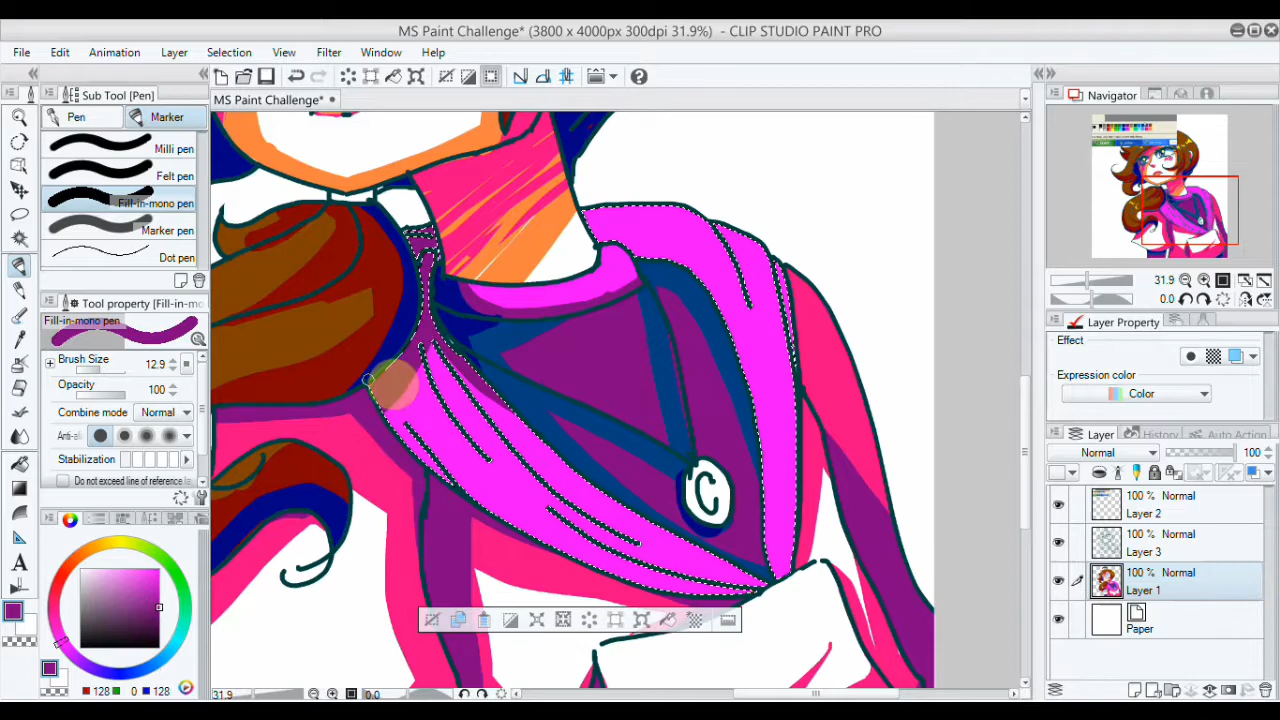 MS Paint Challenge* (3800 x 4000px 300dpi 31.9%) - CLIP STUDIO PAINT PRO
File Edit Animation Layer Selection View Filter Window Help
Sub Tool [Pen]
MS Paint Challenge*
Navigator
Pen Marker
Milli pen
Felt pen
Fill-in-mono pen
Marker pen
Dot pen
31.9
0.0
Tool property [Fill-in-mo
Fill-in-mono pen
Layer Property
Brush Size 12.9
Effect
Opacity 100
Expression color
Combine mode Normal
Color
Anti-ali
Stabilization
Layer History Auto Action
Normal 100
Do not exceed line of reference la
100 % Normal
Layer 2
100 % Normal
Layer 3
100 % Normal
Layer 1
Paper
C
A
128 0 128
31.9 0.0